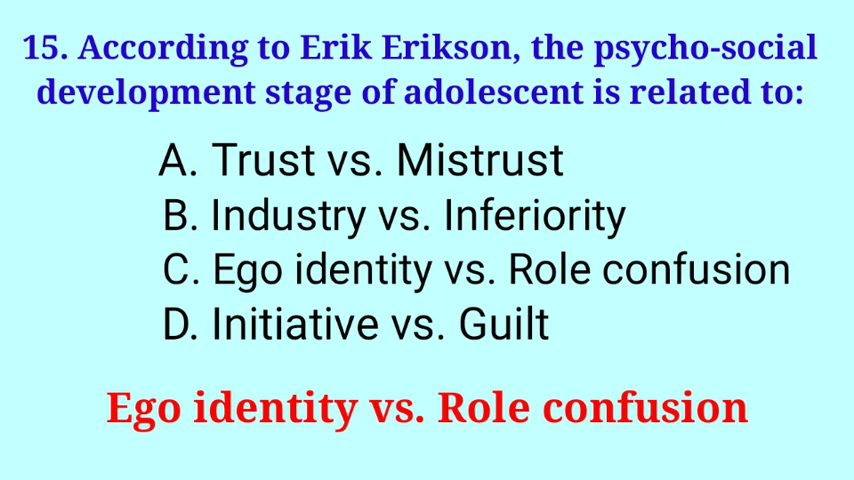 15. According to Erik Erikson, the psycho-social
development stage of adolescent is related to:
A. Trust vs. Mistrust
B. Industry vs. Inferiority
C. Ego identity vs. Role confusion
D. Initiative vs. Guilt
Ego identity vs. Role confusion